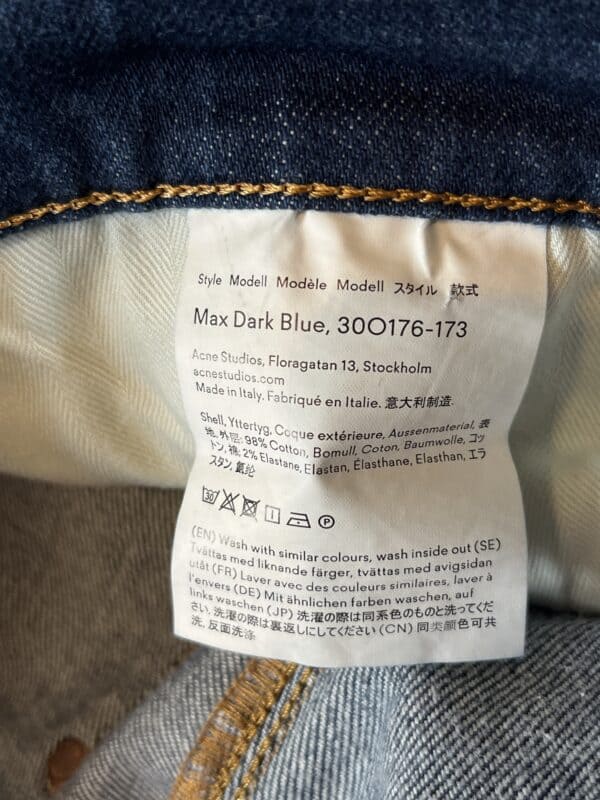 Style Modell Modèle Modell スタイル 款式
Max Dark Blue, 30O176-173
Acne Studios, Floragatan 13, Stockholm
acnestudios.com
Made in Italy. Fabriqué en Italie. 意大利制造.
Shell, Yttertyg, Coque extérieure, Aussenmaterial, 表
地, 外层: 98% Cotton, Bomull, Coton, Baumwolle, コッ
トン, 棉; 2% Elastane, Elastan, Élasthane, Elasthan, エラ
スタン, 氨纶
30 P
(EN) Wash with similar colours, wash inside out (SE)
Tvättas med liknande färger, tvättas med avigsidan
utåt (FR) Laver avec des couleurs similaires, laver à
l'envers (DE) Mit ähnlichen farben waschen, auf
links waschen (JP) 洗濯の際は同系色のものと洗ってくだ
さい, 洗濯の際は裏返しにしてください (CN) 同类颜色可共
洗, 反面洗涤